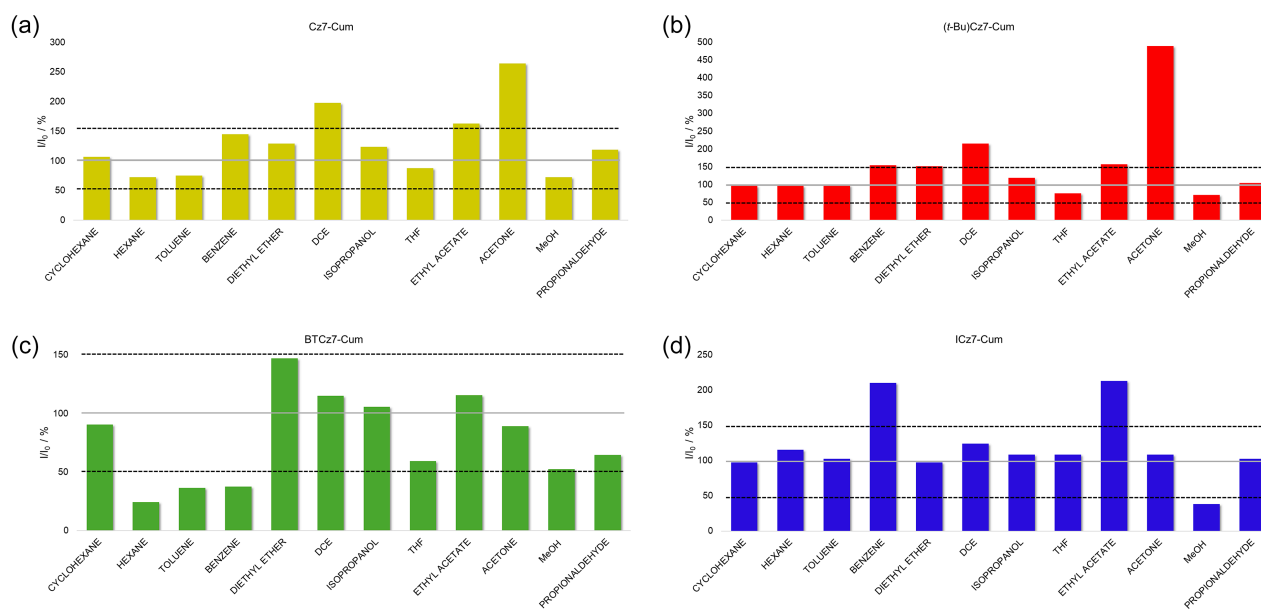 (a)
Cz7-Cum
300
250
200
150
100
50
0
I/I₀ / %
CYCLOHEXANE
HEXANE
TOLUENE
BENZENE
DIETHYL ETHER
DCE
ISOPROPANOL
THF
ETHYL ACETATE
ACETONE
MeOH
PROPIONALDEHYDE
(b)
(t-Bu)Cz7-Cum
500
450
400
350
300
250
200
150
100
50
0
I/I₀ / %
CYCLOHEXANE
HEXANE
TOLUENE
BENZENE
DIETHYL ETHER
DCE
ISOPROPANOL
THF
ETHYL ACETATE
ACETONE
MeOH
PROPIONALDEHYDE
(c)
BTCz7-Cum
150
100
50
0
I/I₀ / %
CYCLOHEXANE
HEXANE
TOLUENE
BENZENE
DIETHYL ETHER
DCE
ISOPROPANOL
THF
ETHYL ACETATE
ACETONE
MeOH
PROPIONALDEHYDE
(d)
ICz7-Cum
250
200
150
100
50
0
I/I₀ / %
CYCLOHEXANE
HEXANE
TOLUENE
BENZENE
DIETHYL ETHER
DCE
ISOPROPANOL
THF
ETHYL ACETATE
ACETONE
MeOH
PROPIONALDEHYDE